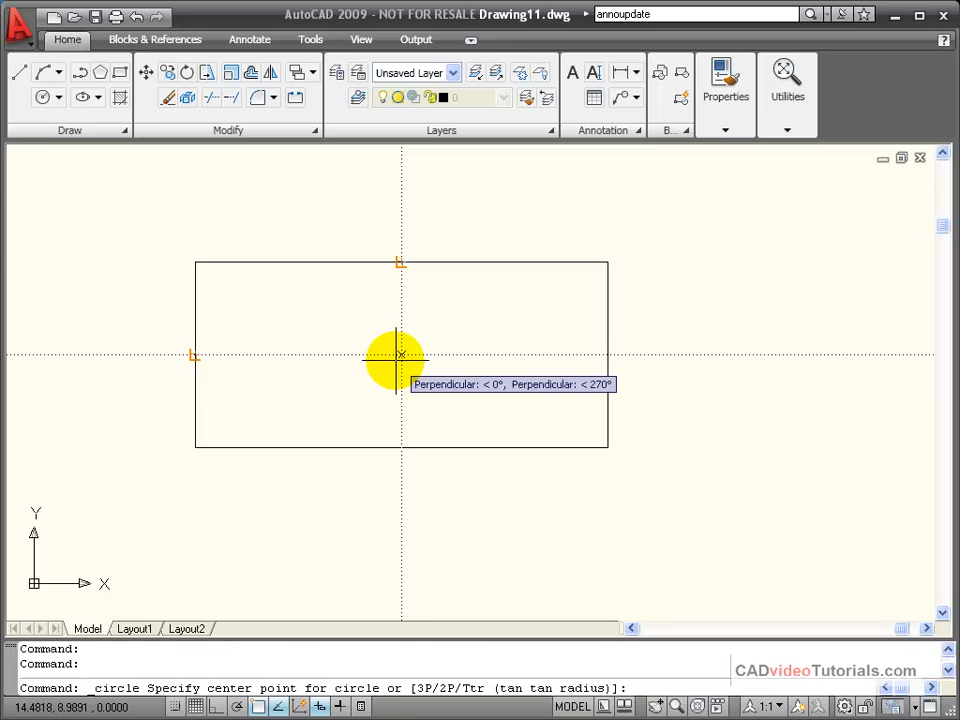 AutoCAD 2009 - NOT FOR RESALE Drawing11.dwg
annoupdate
Home Blocks & References Annotate Tools View Output
Unsaved Layer
0
A A
Properties
Utilities
Draw Modify Layers Annotation B...
Perpendicular: < 0°, Perpendicular: < 270°
Y
X
Model Layout1 Layout2
Command:
Command:
Command: _circle Specify center point for circle or [3P/2P/Ttr (tan tan radius)]:
CADvideoTutorials.com
14.4818, 8.9891, 0.0000
MODEL
1:1